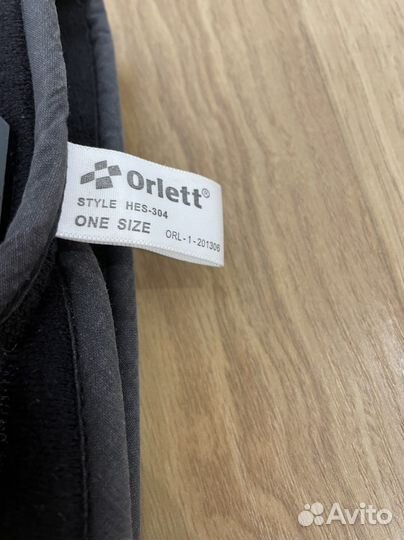 Orlett®
STYLE HES-304
ONE SIZE ORL-1-201306
Avito